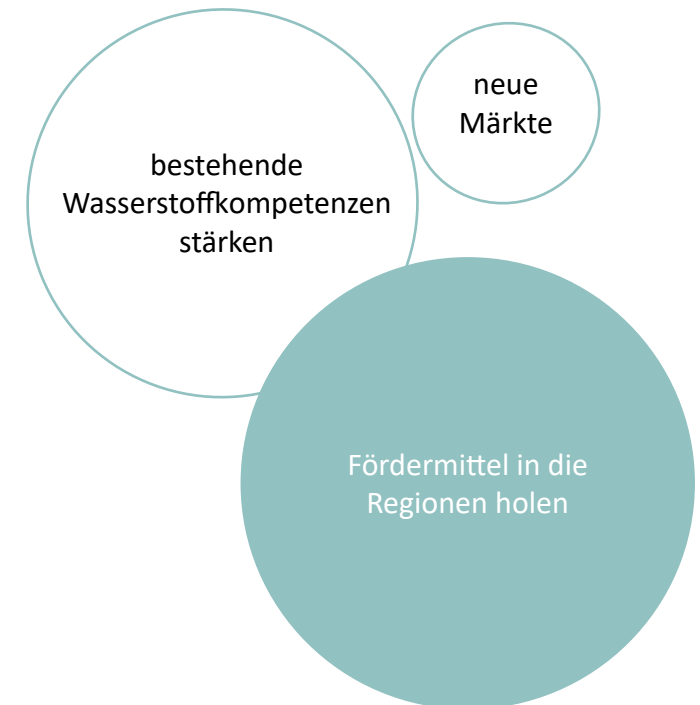 neue
Märkte
bestehende
Wasserstoffkompetenzen
stärken
Fördermittel in die
Regionen holen